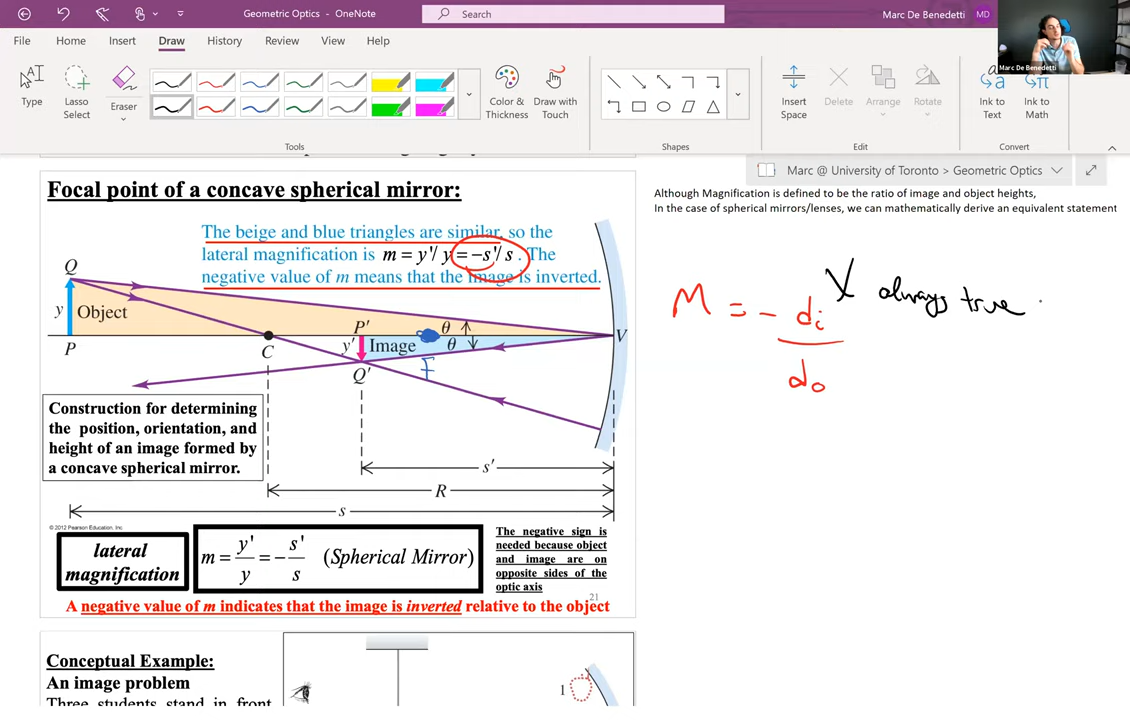 Geometric Optics - OneNote
Search
Marc De Benedetti
MD
Marc De Benedetti
File Home Insert Draw History Review View Help
Type
Lasso Select
Eraser
Color & Thickness
Draw with Touch
Insert Space
Delete
Arrange
Rotate
a
a
Ink to Text
π
Ink to Math
Tools
Shapes
Edit
Convert
Marc @ University of Toronto > Geometric Optics
Focal point of a concave spherical mirror:
The beige and blue triangles are similar, so the
lateral magnification is m = y'/ y = -s'/ s . The
negative value of m means that the image is inverted.
Q
y
Object
P
C
P'
y'
Image
Q'
F
θ
θ
V
Construction for determining
the position, orientation, and
height of an image formed by
a concave spherical mirror.
s'
R
s
© 2012 Pearson Education, Inc.
lateral
magnification
m = y'/y = - s'/s (Spherical Mirror)
The negative sign is
needed because object
and image are on
opposite sides of the
optic axis
21
A negative value of m indicates that the image is inverted relative to the object
Conceptual Example:
An image problem
Three students stand in front
1
Although Magnification is defined to be the ratio of image and object heights,
In the case of spherical mirrors/lenses, we can mathematically derive an equivalent statement
M = - di
do
always true